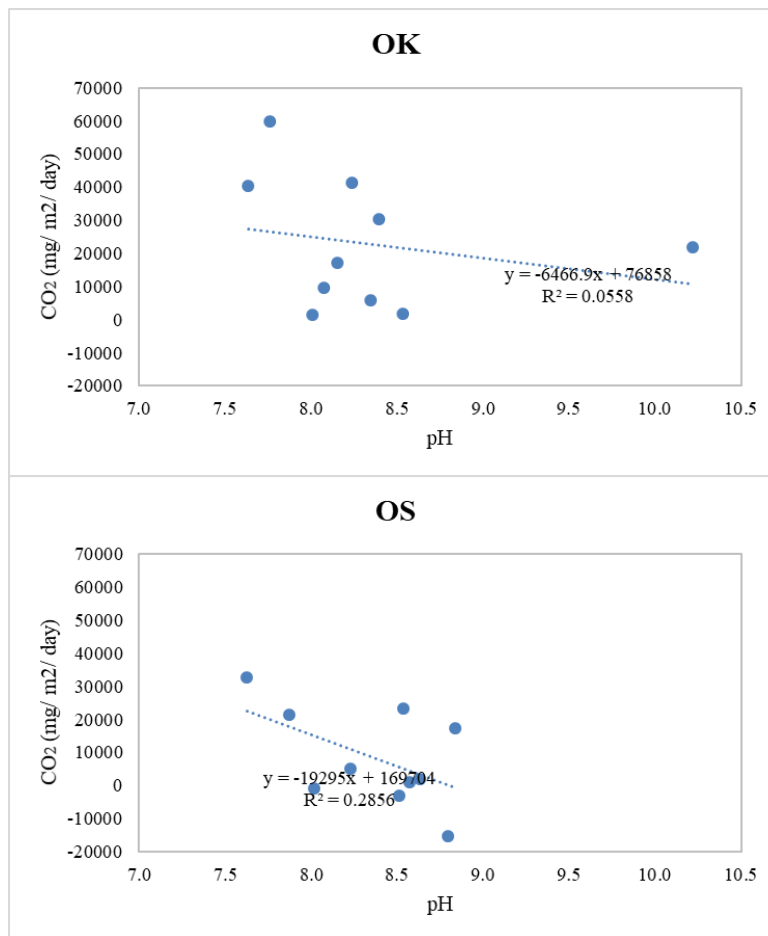 OK
70000
60000
50000
40000
30000
20000
10000
0
-10000
-20000
CO2 (mg/ m2/ day)
y = -6466.9x + 76858
R² = 0.0558
7.0 7.5 8.0 8.5 9.0 9.5 10.0 10.5
pH
OS
70000
60000
50000
40000
30000
20000
10000
0
-10000
-20000
CO2 (mg/ m2/ day)
y = -19295x + 169704
R² = 0.2856
7.0 7.5 8.0 8.5 9.0 9.5 10.0 10.5
pH